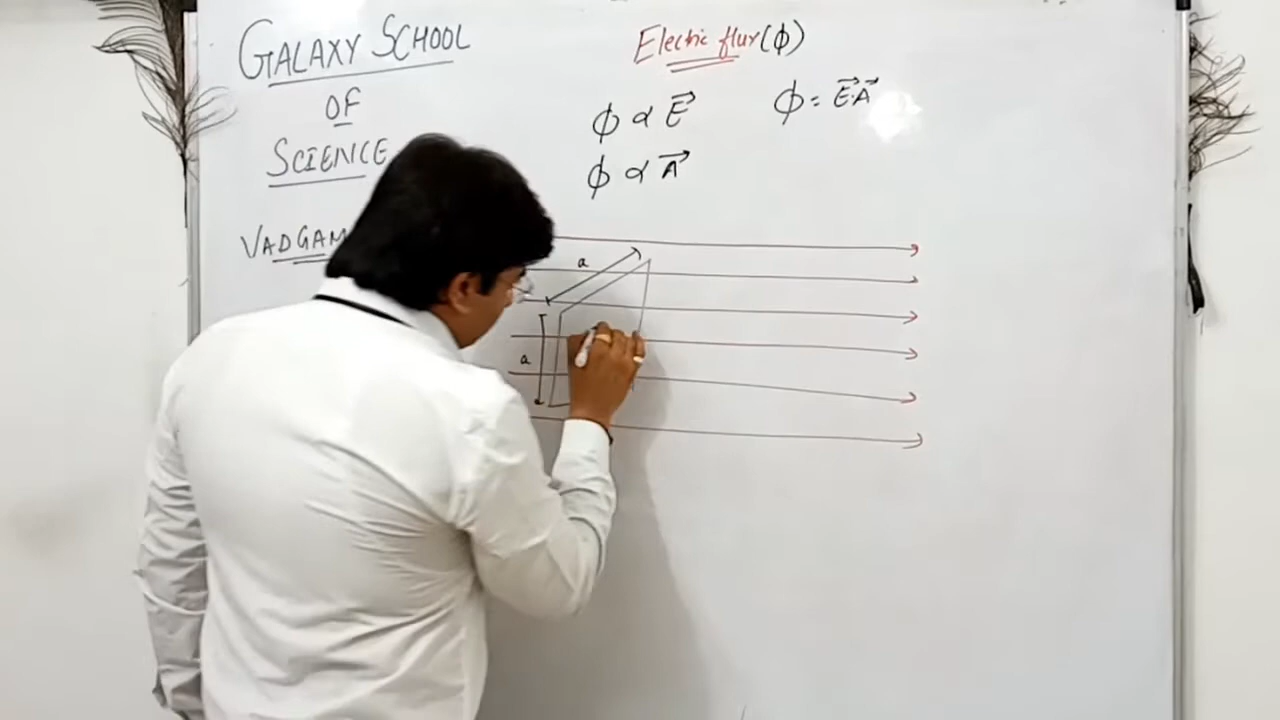 GALAXY SCHOOL
OF
SCIENCE
VADGAM
Electric flux(ϕ)
ϕ ∝ E⃗
ϕ ∝ A⃗
ϕ = E⃗·A⃗
a
a